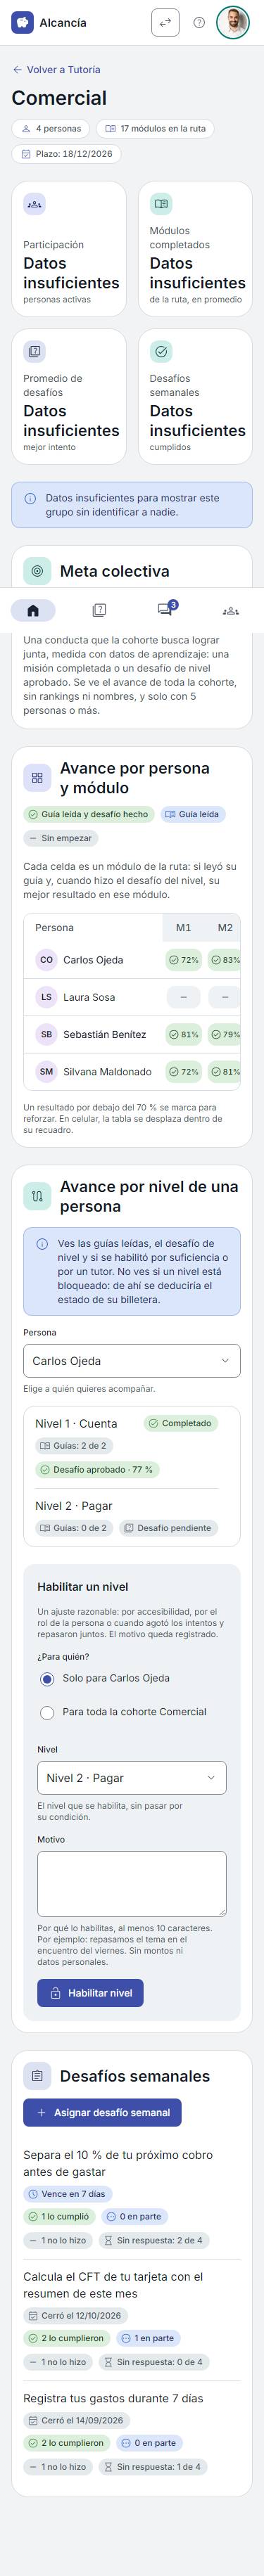 Alcancía
Volver a Tutoría
Comercial
4 personas
17 módulos en la ruta
Plazo: 18/12/2026
Participación
Datos
insuficientes
personas activas
Módulos
completados
Datos
insuficientes
de la ruta, en promedio
Promedio de
desafíos
Datos
insuficientes
mejor intento
Desafíos
semanales
Datos
insuficientes
cumplidos
Datos insuficientes para mostrar este
grupo sin identificar a nadie.
Meta colectiva
3
Una conducta que la cohorte busca lograr
junta, medida con datos de aprendizaje: una
misión completada o un desafío de nivel
aprobado. Se ve el avance de toda la cohorte,
sin rankings ni nombres, y solo con 5
personas o más.
Avance por persona
y módulo
Guía leída y desafío hecho
Guía leída
Sin empezar
Cada celda es un módulo de la ruta: si leyó su
guía y, cuando hizo el desafío del nivel, su
mejor resultado en ese módulo.
Persona M1 M2
CO Carlos Ojeda 72% 83%
LS Laura Sosa – –
SB Sebastián Benítez 81% 79%
SM Silvana Maldonado 72% 81%
Un resultado por debajo del 70 % se marca para
reforzar. En celular, la tabla se desplaza dentro de
su recuadro.
Avance por nivel de una
persona
Ves las guías leídas, el desafío de
nivel y si se habilitó por suficiencia o
por un tutor. No ves si un nivel está
bloqueado: de ahí se deduciría el
estado de su billetera.
Persona
Carlos Ojeda
Elige a quién quieres acompañar.
Nivel 1 · Cuenta
Completado
Guías: 2 de 2
Desafío aprobado · 77 %
Nivel 2 · Pagar
Guías: 0 de 2
Desafío pendiente
Habilitar un nivel
Un ajuste razonable: por accesibilidad, por el
rol de la persona o cuando agotó los intentos y
repasaron juntos. El motivo queda registrado.
¿Para quién?
Solo para Carlos Ojeda
Para toda la cohorte Comercial
Nivel
Nivel 2 · Pagar
El nivel que se habilita, sin pasar por
su condición.
Motivo
Por qué lo habilitas, al menos 10 caracteres.
Por ejemplo: repasamos el tema en el
encuentro del viernes. Sin montos ni
datos personales.
Habilitar nivel
Desafíos semanales
Asignar desafío semanal
Separa el 10 % de tu próximo cobro
antes de gastar
Vence en 7 días
1 lo cumplió
0 en parte
1 no lo hizo
Sin respuesta: 2 de 4
Calcula el CFT de tu tarjeta con el
resumen de este mes
Cerró el 12/10/2026
2 lo cumplieron
1 en parte
1 no lo hizo
Sin respuesta: 0 de 4
Registra tus gastos durante 7 días
Cerró el 14/09/2026
2 lo cumplieron
0 en parte
1 no lo hizo
Sin respuesta: 1 de 4